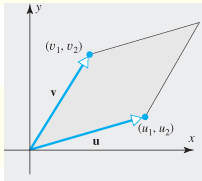 y
(v₁, v₂)
v
(u₁, u₂)
x
u